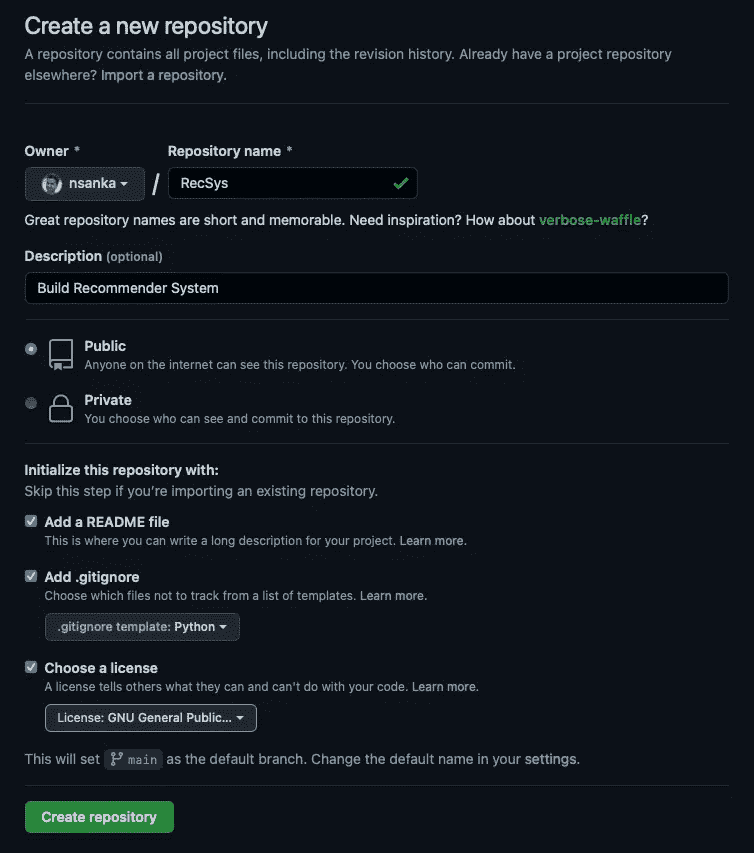 Create a new repository
A repository contains all project files, including the revision history. Already have a project repository
elsewhere? Import a repository.
Owner * Repository name *
nsanka / RecSys
Great repository names are short and memorable. Need inspiration? How about verbose-waffle?
Description (optional)
Build Recommender System
Public
Anyone on the internet can see this repository. You choose who can commit.
Private
You choose who can see and commit to this repository.
Initialize this repository with:
Skip this step if you're importing an existing repository.
Add a README file
This is where you can write a long description for your project. Learn more.
Add .gitignore
Choose which files not to track from a list of templates. Learn more.
.gitignore template: Python
Choose a license
A license tells others what they can and can't do with your code. Learn more.
License: GNU General Public...
This will set main as the default branch. Change the default name in your settings.
Create repository